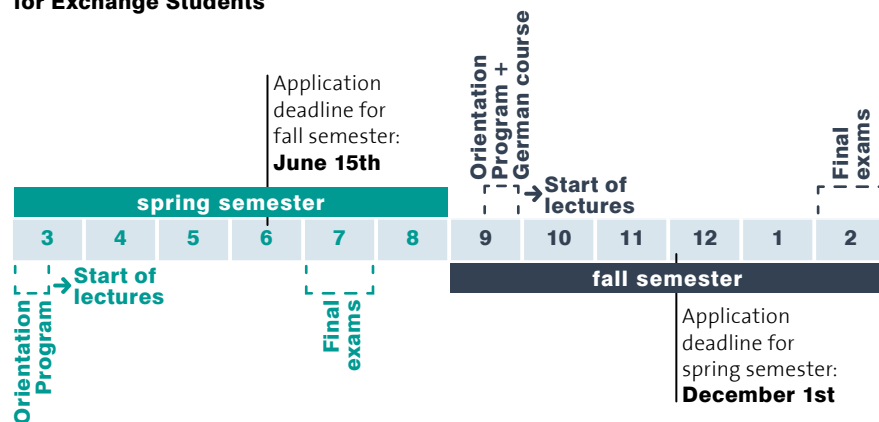 for Exchange Students
Application
deadline for
fall semester:
June 15th
Orientation
Program +
German course
Start of
lectures
Final
exams
spring semester
3 4 5 6 7 8 9 10 11 12 1 2
fall semester
Orientation
Program
Start of
lectures
Final
exams
Application
deadline for
spring semester:
December 1st